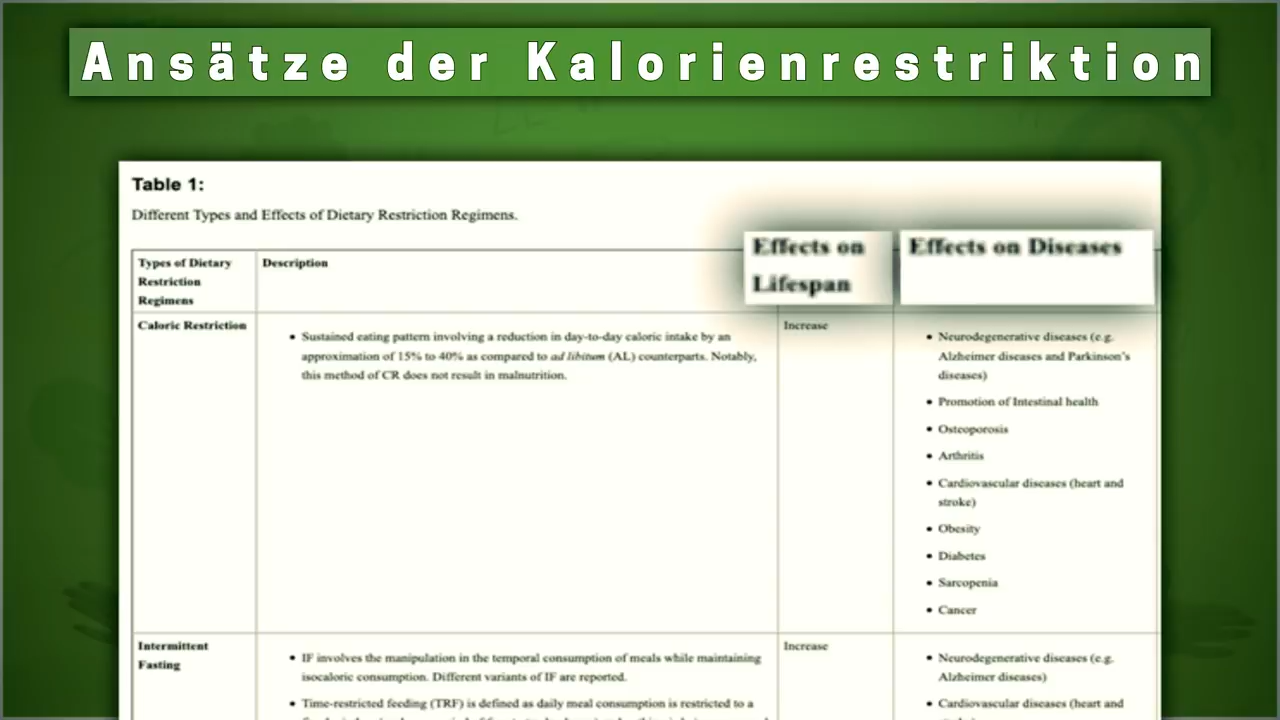 Ansätze der Kalorienrestriktion
Table 1:
Different Types and Effects of Dietary Restriction Regimens.
Types of Dietary
Restriction
Regimens
Description
Effects on
Lifespan
Effects on Diseases
Caloric Restriction
• Sustained eating pattern involving a reduction in day-to-day caloric intake by an
approximation of 15% to 40% as compared to ad libitum (AL) counterparts. Notably,
this method of CR does not result in malnutrition.
Increase
• Neurodegenerative diseases (e.g.
Alzheimer diseases and Parkinson's
diseases)
• Promotion of Intestinal health
• Osteoporosis
• Arthritis
• Cardiovascular diseases (heart and
stroke)
• Obesity
• Diabetes
• Sarcopenia
• Cancer
Intermittent
Fasting
• IF involves the manipulation in the temporal consumption of meals while maintaining
isocaloric consumption. Different variants of IF are reported.
• Time-restricted feeding (TRF) is defined as daily meal consumption is restricted to a
Increase
• Neurodegenerative diseases (e.g.
Alzheimer diseases)
• Cardiovascular diseases (heart and